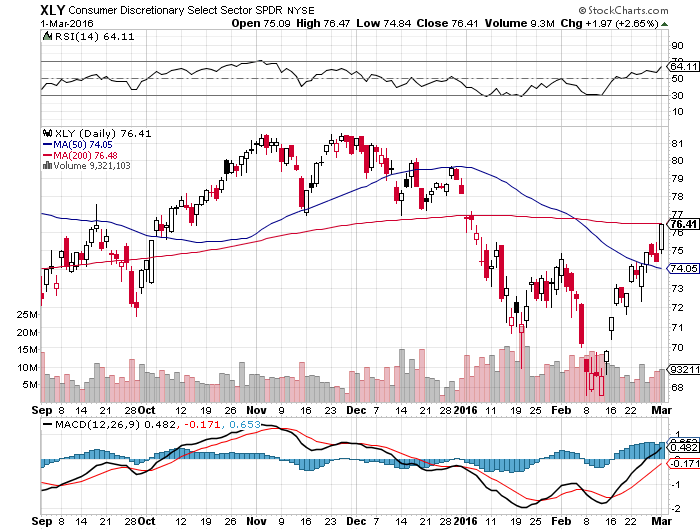 XLY Consumer Discretionary Select Sector SPDR NYSE © StockCharts.com
1-Mar-2016 Open 75.09 High 76.47 Low 74.84 Close 76.41 Volume 9.3M Chg +1.97 (+2.65%)
RSI(14) 64.11
90
70
64.11
50
30
10
XLY (Daily) 76.41
MA(50) 74.05
MA(200) 76.48
Volume 9,321,103
81
80
79
78
77
76.41
75
74.05
73
72
71
70
68
25M
20M
15M
10M
5M
93211
Sep 8 14 21 28 Oct 12 19 26 Nov 9 16 23 Dec 7 14 21 28 2016 11 19 25 Feb 8 16 22 Mar
MACD(12,26,9) 0.482, -0.171, 0.653
1
0.653
0.482
-0.171
-1
-2
Sep 8 14 21 28 Oct 12 19 26 Nov 9 16 23 Dec 7 14 21 28 2016 11 19 25 Feb 8 16 22 Mar